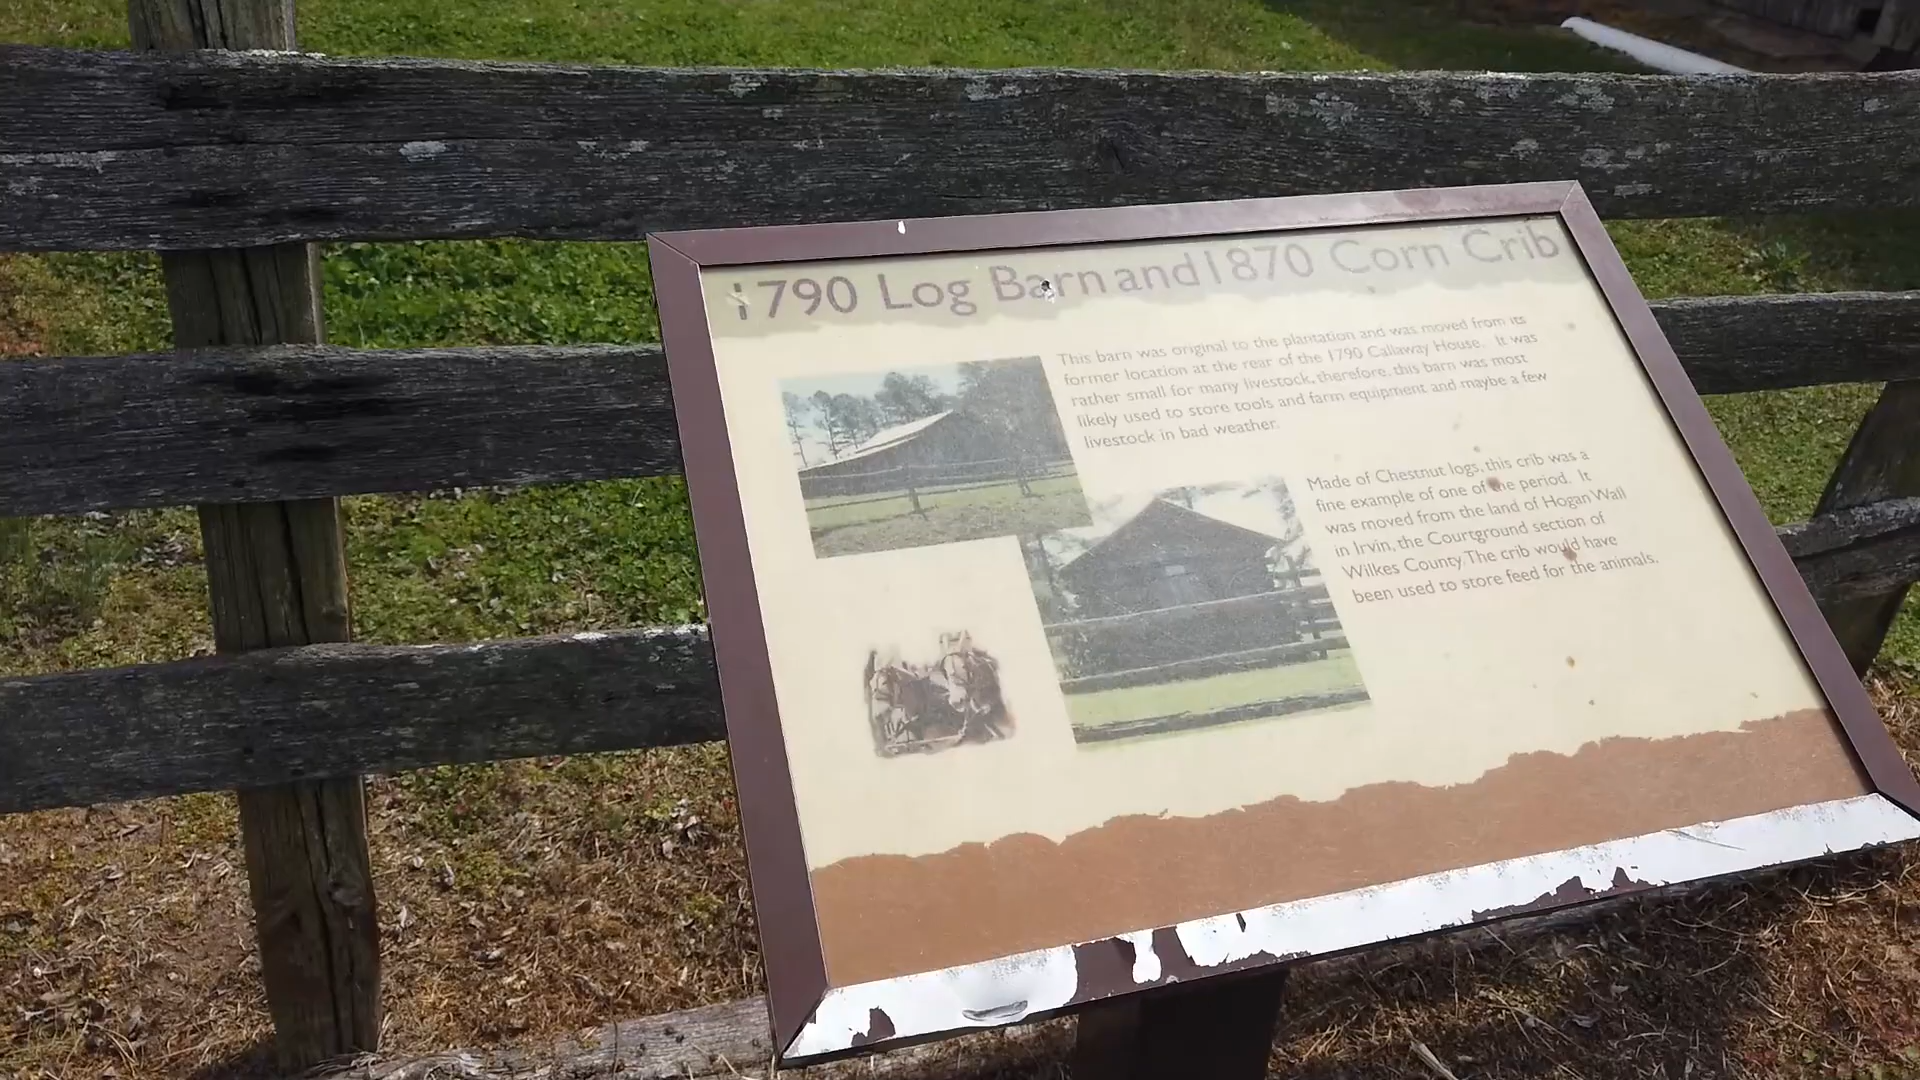 1790 Log Barn and 1870 Corn Crib
This barn was original to the plantation and was moved from its
former location at the rear of the 1790 Callaway House. It was
rather small for many livestock, therefore, this barn was most
likely used to store tools and farm equipment and maybe a few
livestock in bad weather.
Made of Chestnut logs, this crib was a
fine example of one of the period. It
was moved from the land of Hogan Wall
in Irvin, the Courtground section of
Wilkes County. The crib would have
been used to store feed for the animals.